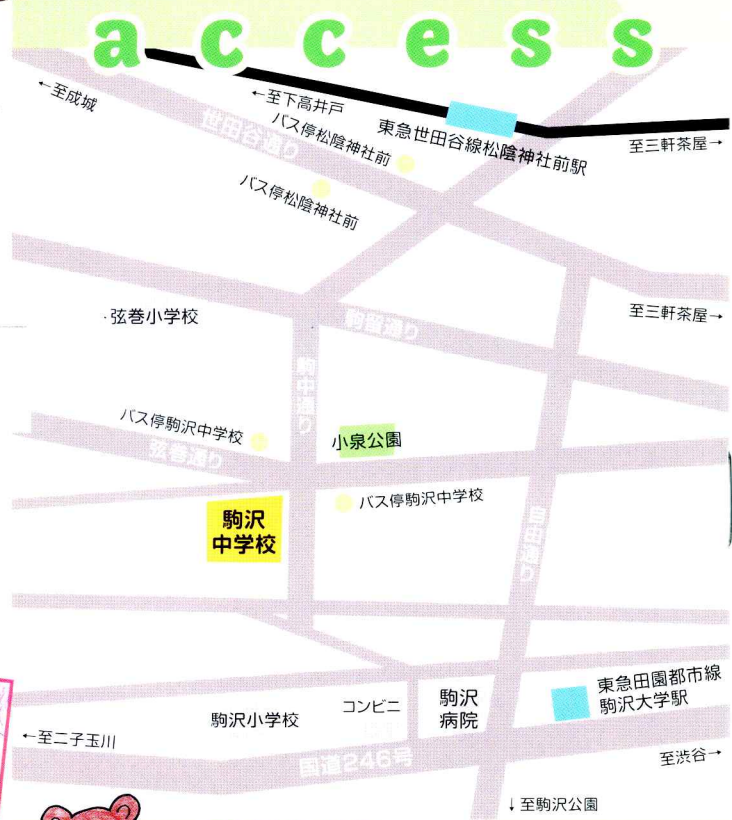 access
←至成城
←至下高井戸
世田谷通り
バス停松陰神社前
東急世田谷線松陰神社前駅
至三軒茶屋→
バス停松陰神社前
・弦巻小学校
駒留通り
至三軒茶屋→
駒中通り
バス停駒沢中学校
弦巻通り
小泉公園
バス停駒沢中学校
駒沢
中学校
自由通り
東急田園都市線
駒沢大学駅
駒沢小学校
コンビニ
駒沢
病院
←至二子玉川
国道246号
至渋谷→
↓至駒沢公園